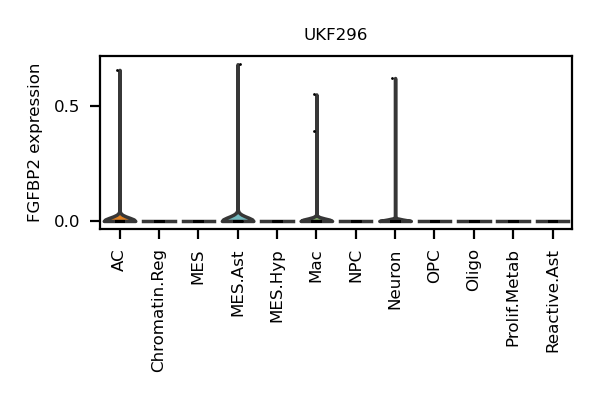 UKF296
FGFBP2 expression
0.5
0.0
AC
Chromatin.Reg
MES
MES.Ast
MES.Hyp
Mac
NPC
Neuron
OPC
Oligo
Prolif.Metab
Reactive.Ast